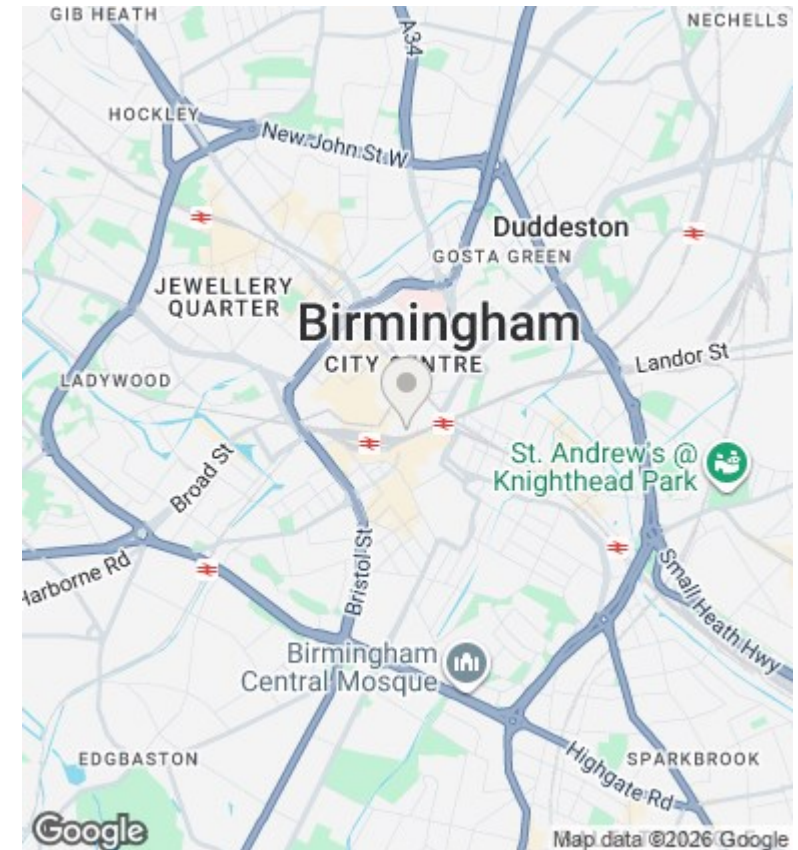 GIB HEATH
NECHELLS
A34
HOCKLEY
New John St W
Duddeston
GOSTA GREEN
JEWELLERY
QUARTER
Birmingham
CITY CENTRE
Landor St
LADYWOOD
Broad St
St. Andrew's @
Knighthead Park
Harborne Rd
Bristol St
Small Heath Hwy
Birmingham
Central Mosque
EDGBASTON
Highgate Rd
SPARKBROOK
Google
Map data ©2026 Google